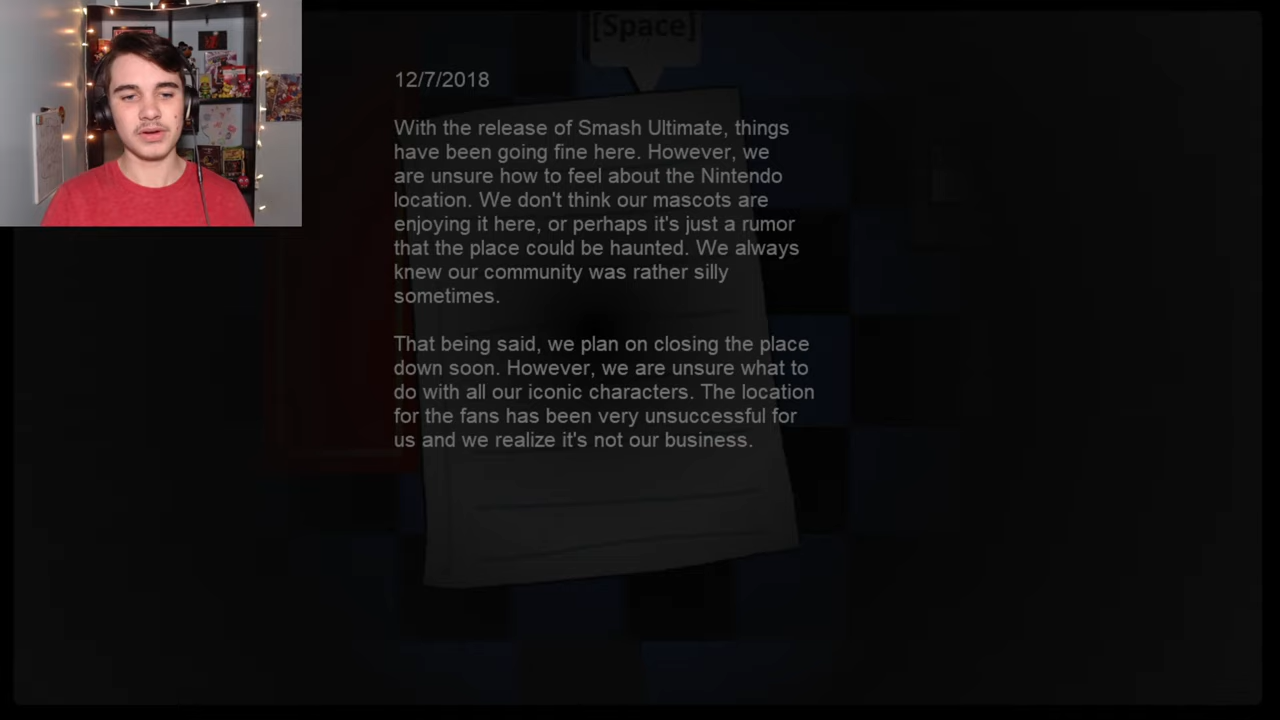 [Space]
12/7/2018
With the release of Smash Ultimate, things
have been going fine here. However, we
are unsure how to feel about the Nintendo
location. We don't think our mascots are
enjoying it here, or perhaps it's just a rumor
that the place could be haunted. We always
knew our community was rather silly
sometimes.
That being said, we plan on closing the place
down soon. However, we are unsure what to
do with all our iconic characters. The location
for the fans has been very unsuccessful for
us and we realize it's not our business.